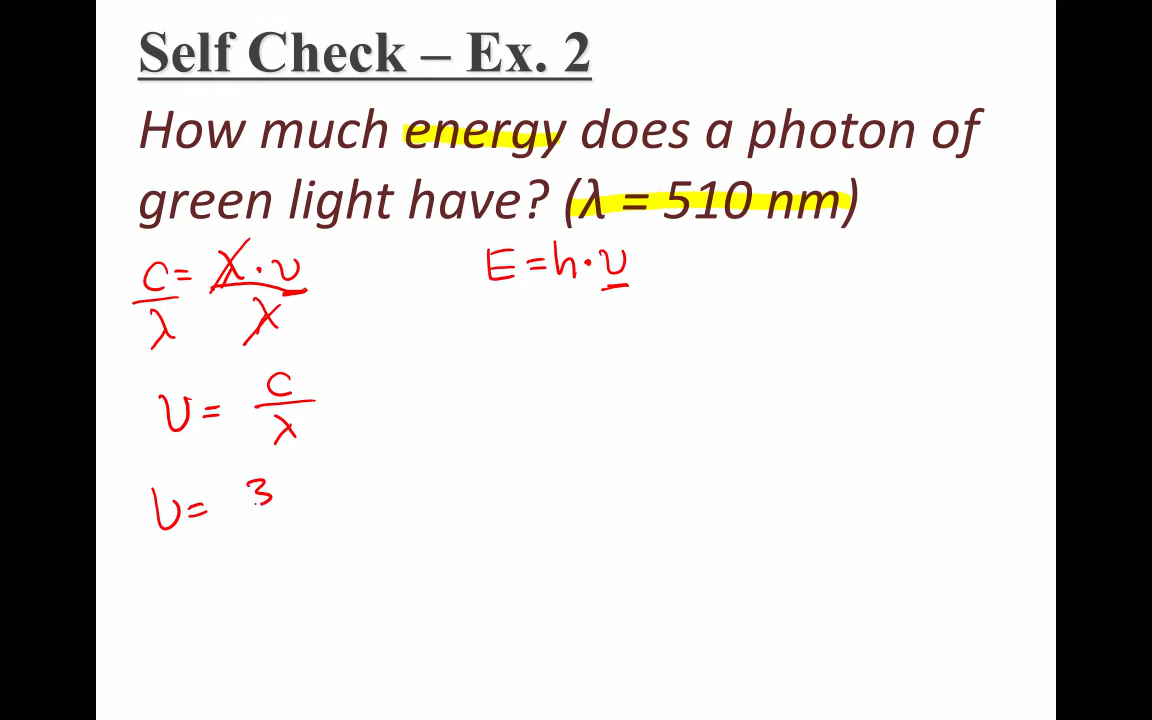 Self Check – Ex. 2
How much energy does a photon of
green light have? (λ = 510 nm)
c/λ = λ · υ/λ
E = h · υ
υ = c/λ
υ = 3